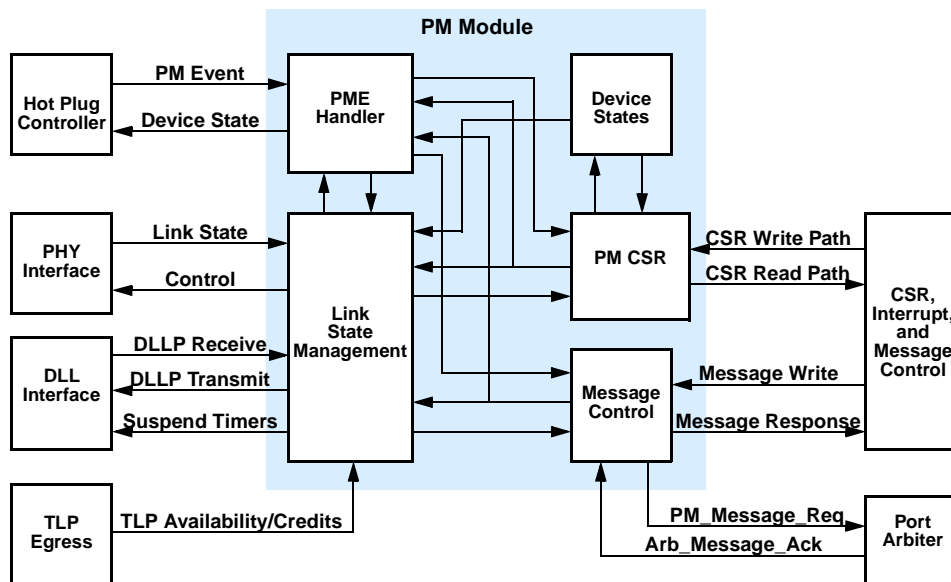 PM Module
Hot Plug
Controller
PM Event
Device State
PME
Handler
Device
States
PHY
Interface
Link State
Control
Link
State
Management
PM CSR
CSR Write Path
CSR Read Path
CSR,
Interrupt,
and
Message
Control
DLL
Interface
DLLP Receive
DLLP Transmit
Suspend Timers
Message
Control
Message Write
Message Response
TLP
Egress
TLP Availability/Credits
PM_Message_Req
Arb_Message_Ack
Port
Arbiter